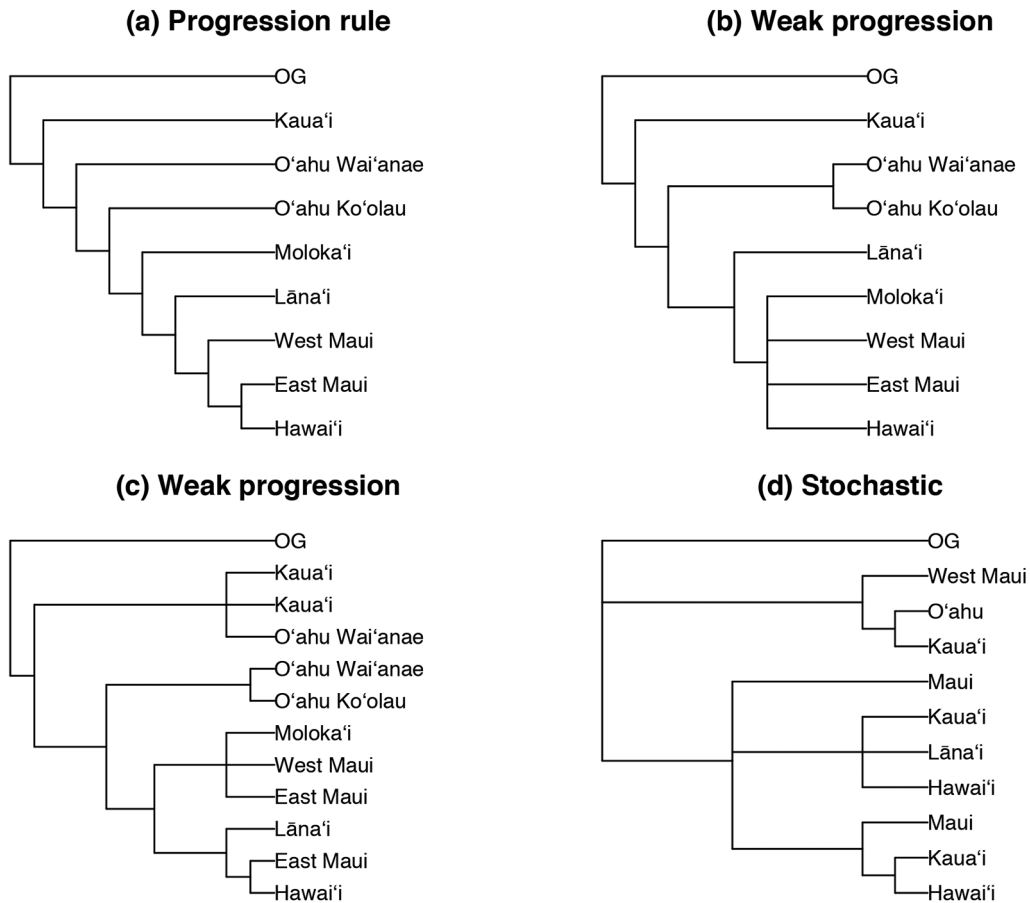 (a) Progression rule
OG
Kauaʻi
Oʻahu Waiʻanae
Oʻahu Koʻolau
Molokaʻi
Lānaʻi
West Maui
East Maui
Hawaiʻi
(b) Weak progression
OG
Kauaʻi
Oʻahu Waiʻanae
Oʻahu Koʻolau
Lānaʻi
Molokaʻi
West Maui
East Maui
Hawaiʻi
(c) Weak progression
OG
Kauaʻi
Kauaʻi
Oʻahu Waiʻanae
Oʻahu Waiʻanae
Oʻahu Koʻolau
Molokaʻi
West Maui
East Maui
Lānaʻi
East Maui
Hawaiʻi
(d) Stochastic
OG
West Maui
Oʻahu
Kauaʻi
Maui
Kauaʻi
Lānaʻi
Hawaiʻi
Maui
Kauaʻi
Hawaiʻi